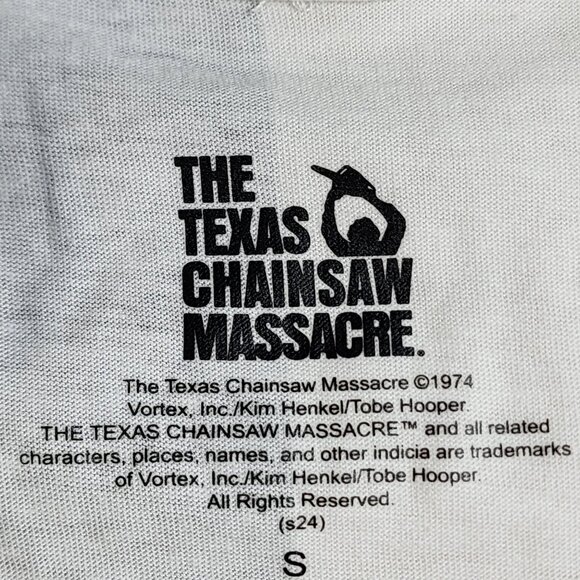 THE
TEXAS
CHAINSAW
MASSACRE.
The Texas Chainsaw Massacre ©1974
Vortex, Inc./Kim Henkel/Tobe Hooper.
THE TEXAS CHAINSAW MASSACRE™ and all related
characters, places, names, and other indicia are trademarks
of Vortex, Inc./Kim Henkel/Tobe Hooper.
All Rights Reserved.
(s24)
S